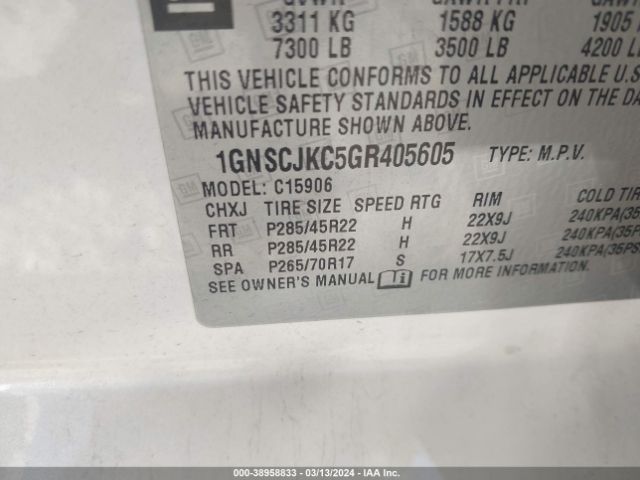 3311 KG 1588 KG 1905
7300 LB 3500 LB 4200 LB
THIS VEHICLE CONFORMS TO ALL APPLICABLE U.S.
VEHICLE SAFETY STANDARDS IN EFFECT ON THE DA
MANUFACTURE SHOWN ABOVE.
1GNSCJKC5GR405605 TYPE: M.P.V.
MODEL: C15906
CHXJ TIRE SIZE SPEED RTG RIM COLD TI
FRT P285/45R22 H 22X9J 240KPA/(35
RR P285/45R22 H 22X9J 240KPA/(35PS
SPA P265/70R17 S 17X7.5J 240KPA/(35PS
SEE OWNER'S MANUAL FOR MORE INFORMATION.
000-38958833 / 03/13/2024 / IAA Inc.